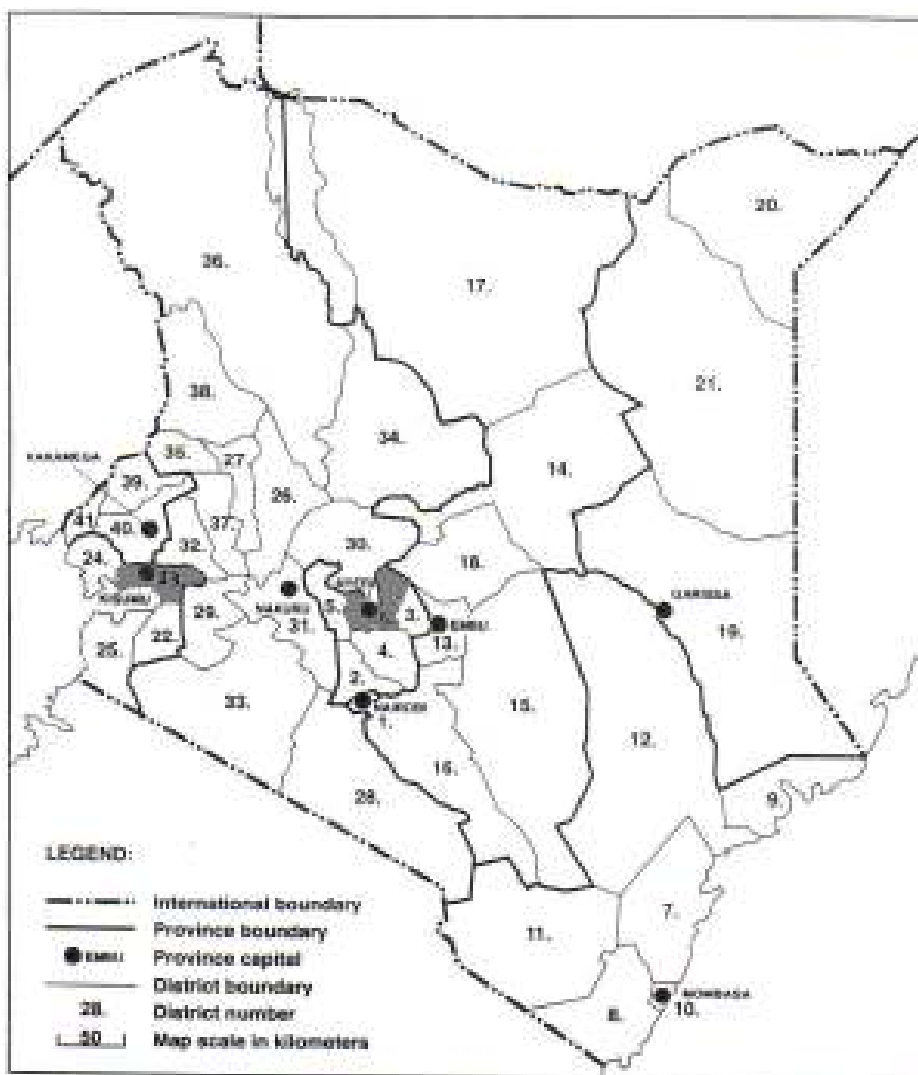 20.
36.
17.
21.
38.
34.
KAKAMEGA
35.
27.
14.
39.
26.
41.
40.
37.
32.
24.
30.
18.
KISUMU
NAKURU
5.
3.
EMBU
GARISSA
29.
31.
13.
19.
25.
22.
4.
2.
NAIROBI
1.
33.
15.
12.
16.
28.
9.
LEGEND:
International boundary
Province boundary
EMBU Province capital
District boundary
28. District number
50 Map scale in kilometers
7.
11.
MOMBASA
10.
8.